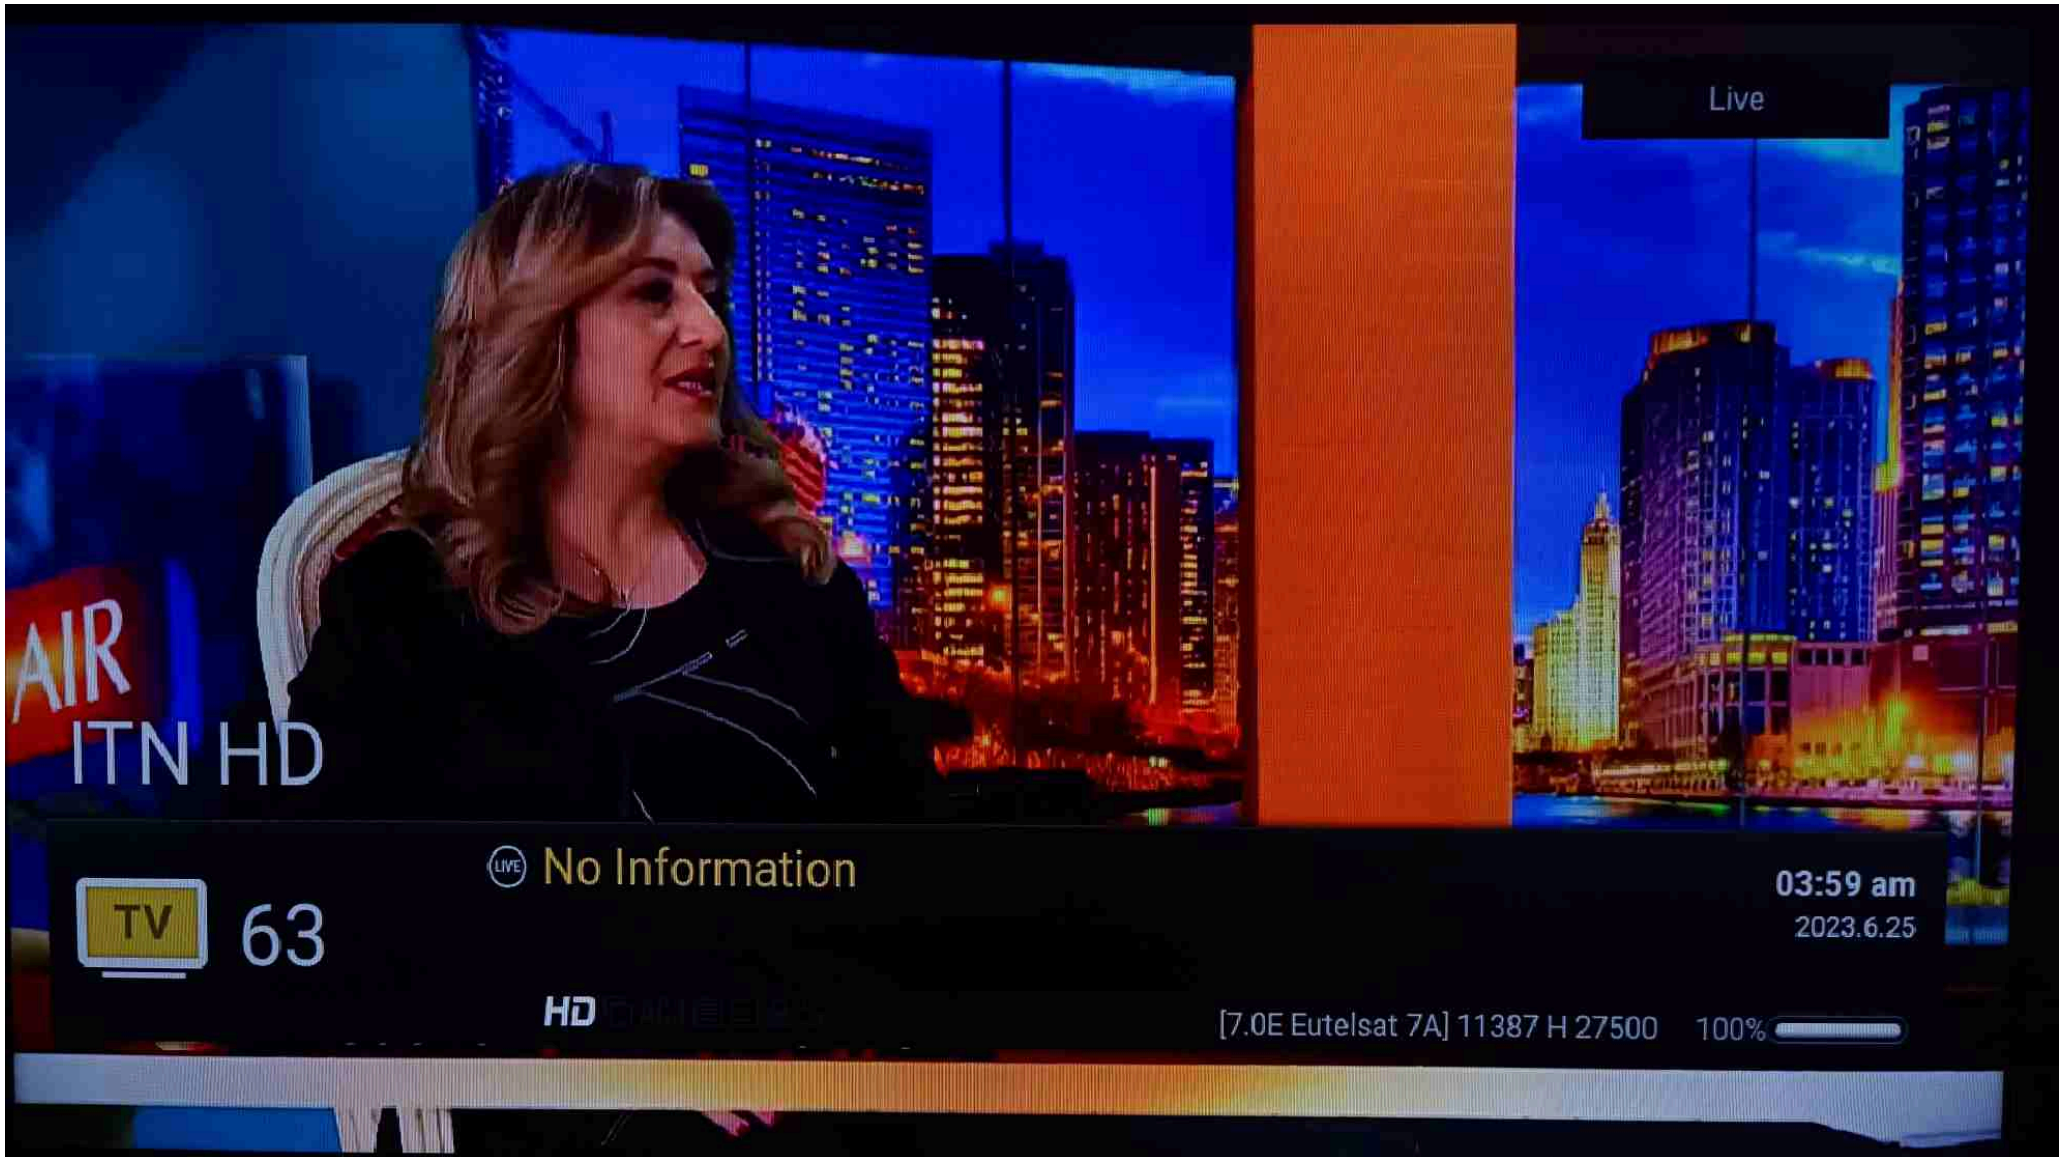 Live
AIR
ITN HD
LIVE No Information
TV 63
03:59 am
2023.6.25
HD
[7.0E Eutelsat 7A] 11387 H 27500 100%